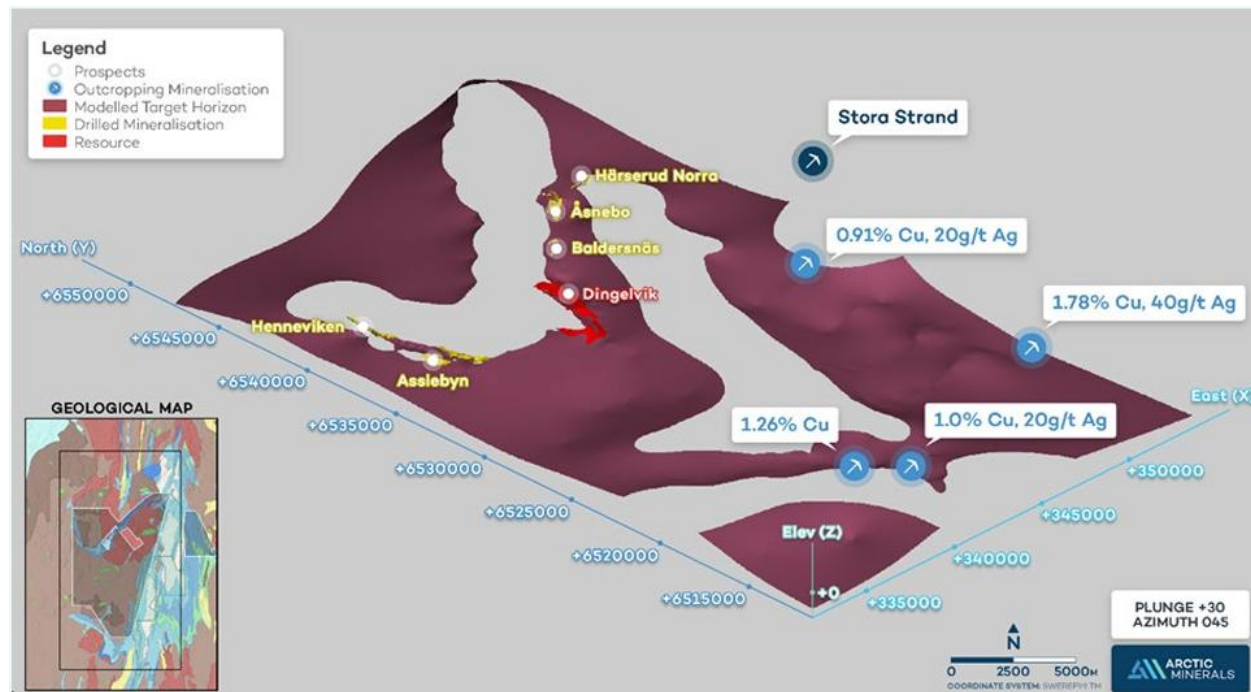 Legend
Prospects
Outcropping Mineralisation
Modelled Target Horizon
Drilled Mineralisation
Resource
Stora Strand
Härserud Norra
Åsnebo
0.91% Cu, 20g/t Ag
Baldersnäs
North (Y)
+6550000
Dingelvik
1.78% Cu, 40g/t Ag
+6545000
Henneviken
+6540000
Asslebyn
East (X)
GEOLOGICAL MAP
+6535000
1.26% Cu
1.0% Cu, 20g/t Ag
+6530000
+350000
+6525000
+345000
+6520000
Elev (Z)
+340000
+6515000
+0
+335000
PLUNGE +30
AZIMUTH 045
N
0 2500 5000M
COORDINATE SYSTEM:
ARCTIC
MINERALS